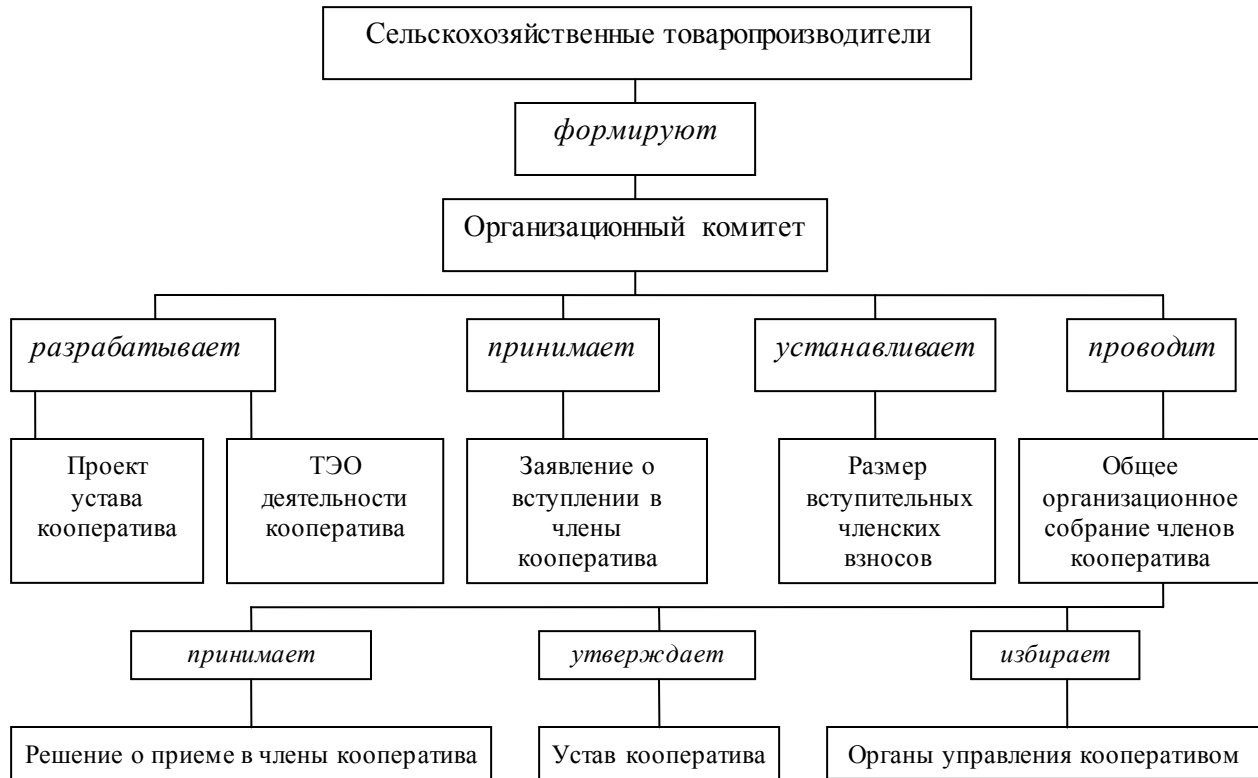 Сельскохозяйственные товаропроизводители
формируют
Организационный комитет
разрабатывает
принимает
устанавливает
проводит
Проект
устава
кооператива
ТЭО
деятельности
кооператива
Заявление о
вступлении в
члены
кооператива
Размер
вступительных
членских
взносов
Общее
организационное
собрание членов
кооператива
принимает
утверждает
избирает
Решение о приеме в члены кооператива
Устав кооператива
Органы управления кооперативом